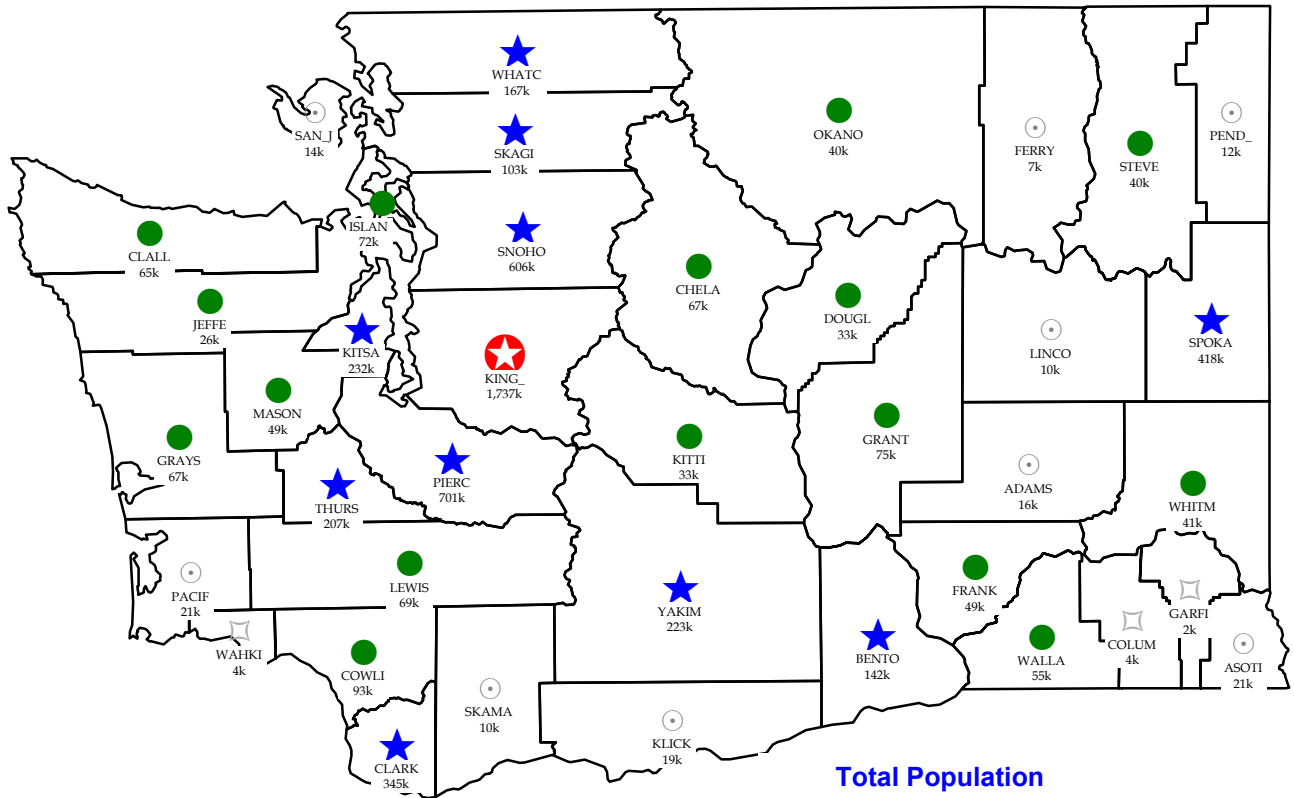 WHATC
167k
SAN_J
14k
SKAGI
103k
OKANO
40k
FERRY
7k
STEVE
40k
PEND_
12k
ISLAN
72k
CLALL
65k
SNOHO
606k
CHELA
67k
DOUGL
33k
JEFFE
26k
KITSA
232k
KING_
1,737k
LINCO
10k
SPOKA
418k
MASON
49k
GRAYS
67k
THURS
207k
PIERC
701k
KITTI
33k
GRANT
75k
ADAMS
16k
WHITM
41k
PACIF
21k
LEWIS
69k
YAKIM
223k
FRANK
49k
GARFI
2k
WAHKI
4k
COWLI
93k
BENTO
142k
WALLA
55k
COLUM
4k
ASOTI
21k
SKAMA
10k
KLICK
19k
CLARK
345k
Total Population